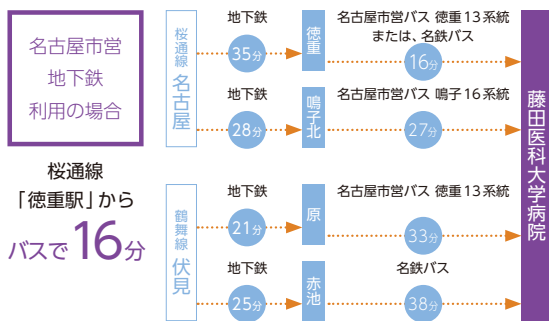 名古屋市営
地下鉄
利用の場合
桜通線
「徳重駅」から
バスで16分
桜通線 名古屋
地下鉄
35分
徳重
名古屋市営バス 徳重13系統
または、名鉄バス
16分
地下鉄
28分
鳴子北
名古屋市営バス 鳴子16系統
27分
鶴舞線 伏見
地下鉄
21分
原
名古屋市営バス 徳重13系統
33分
地下鉄
25分
赤池
名鉄バス
38分
藤田医科大学病院